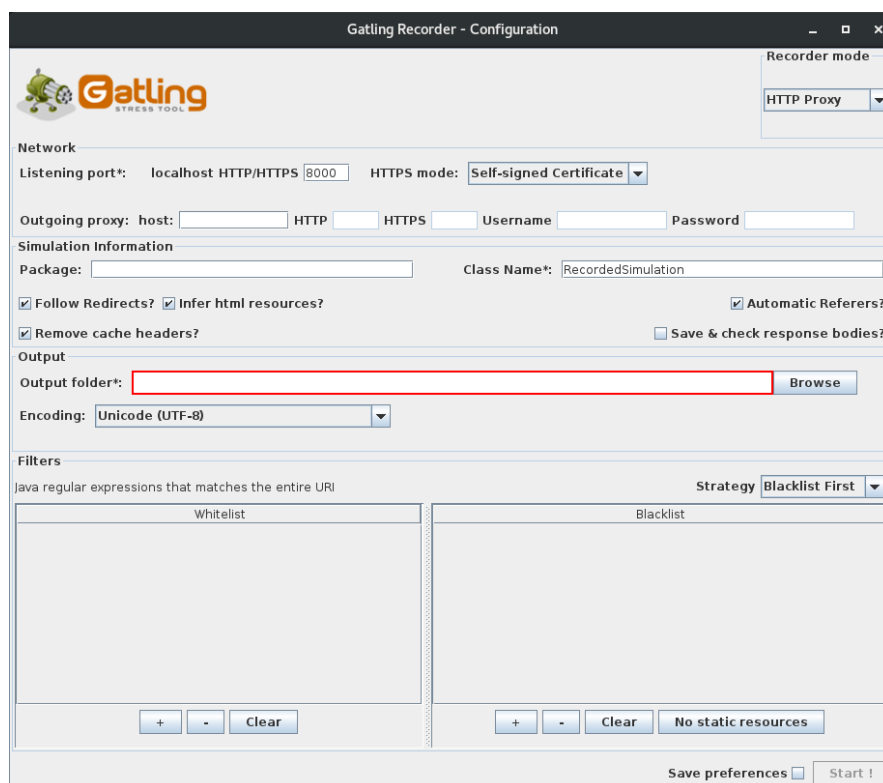 Gatling Recorder - Configuration
Recorder mode
Gatling
STRESS TOOL
HTTP Proxy
Network
Listening port*: localhost HTTP/HTTPS 8000 HTTPS mode: Self-signed Certificate
Outgoing proxy: host: HTTP HTTPS Username Password
Simulation Information
Package: Class Name*: RecordedSimulation
Follow Redirects? Infer html resources? Automatic Referers?
Remove cache headers? Save & check response bodies?
Output
Output folder*: Browse
Encoding: Unicode (UTF-8)
Filters
Java regular expressions that matches the entire URI Strategy Blacklist First
Whitelist Blacklist
+ - Clear + - Clear No static resources
Save preferences Start !